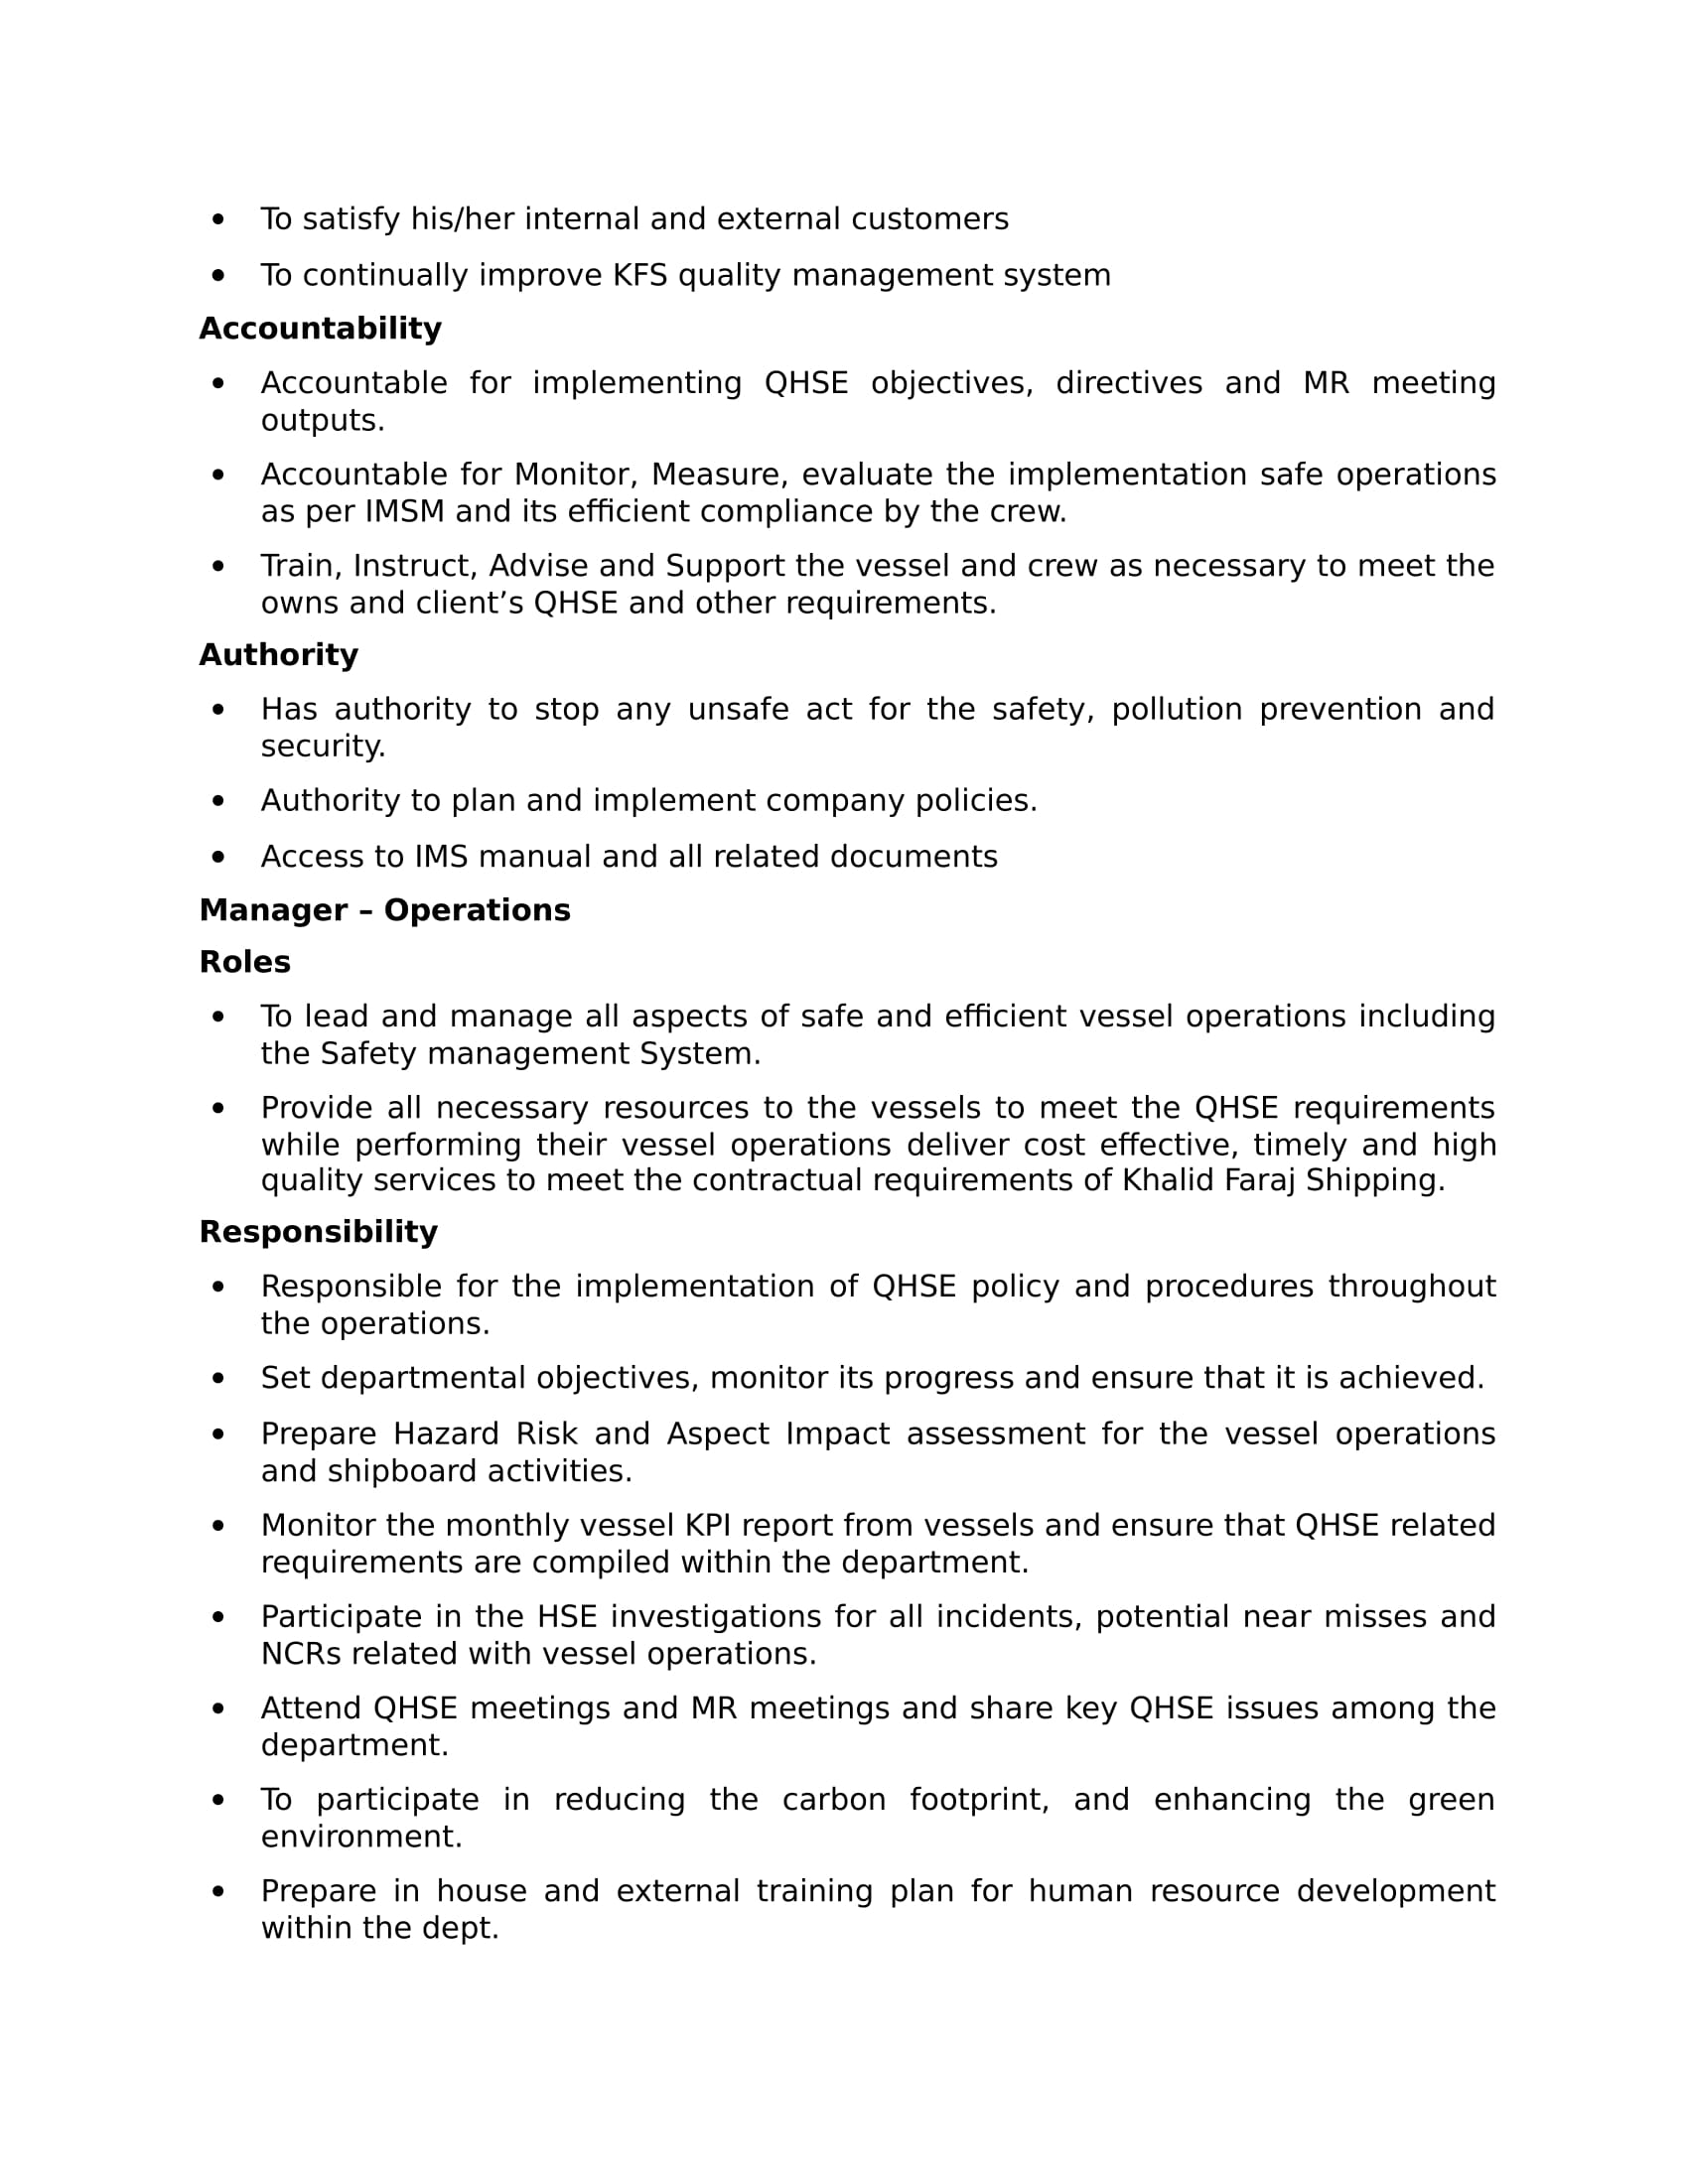 • To satisfy his/her internal and external customers
• To continually improve KFS quality management system
Accountability
• Accountable for implementing QHSE objectives, directives and MR meeting
outputs.
• Accountable for Monitor, Measure, evaluate the implementation safe operations
as per IMSM and its efficient compliance by the crew.
• Train, Instruct, Advise and Support the vessel and crew as necessary to meet the
owns and client’s QHSE and other requirements.
Authority
• Has authority to stop any unsafe act for the safety, pollution prevention and
security.
• Authority to plan and implement company policies.
• Access to IMS manual and all related documents
Manager – Operations
Roles
• To lead and manage all aspects of safe and efficient vessel operations including
the Safety management System.
• Provide all necessary resources to the vessels to meet the QHSE requirements
while performing their vessel operations deliver cost effective, timely and high
quality services to meet the contractual requirements of Khalid Faraj Shipping.
Responsibility
• Responsible for the implementation of QHSE policy and procedures throughout
the operations.
• Set departmental objectives, monitor its progress and ensure that it is achieved.
• Prepare Hazard Risk and Aspect Impact assessment for the vessel operations
and shipboard activities.
• Monitor the monthly vessel KPI report from vessels and ensure that QHSE related
requirements are compiled within the department.
• Participate in the HSE investigations for all incidents, potential near misses and
NCRs related with vessel operations.
• Attend QHSE meetings and MR meetings and share key QHSE issues among the
department.
• To participate in reducing the carbon footprint, and enhancing the green
environment.
• Prepare in house and external training plan for human resource development
within the dept.